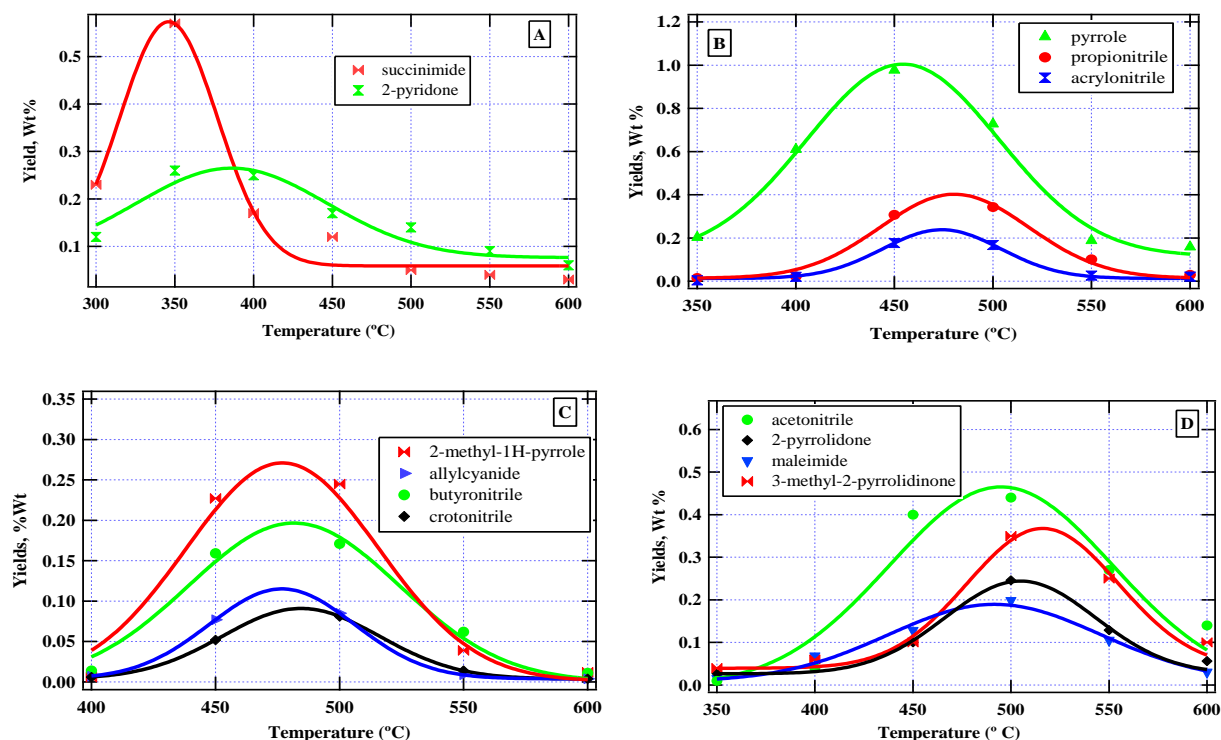 A
succinimide
2-pyridone
Yield, Wt%
0.5
0.4
0.3
0.2
0.1
300 350 400 450 500 550 600
Temperature (°C)
B
pyrrole
propionitrile
acrylonitrile
Yields, Wt %
1.2
1.0
0.8
0.6
0.4
0.2
0.0
350 400 450 500 550 600
Temperature (°C)
C
2-methyl-1H-pyrrole
allylcyanide
butyronitrile
crotonitrile
Yields, %Wt
0.35
0.30
0.25
0.20
0.15
0.10
0.05
0.00
400 450 500 550 600
Temperature (°C)
D
acetonitrile
2-pyrrolidone
maleimide
3-methyl-2-pyrrolidinone
Yields, Wt %
0.6
0.5
0.4
0.3
0.2
0.1
0.0
350 400 450 500 550 600
Temperature (° C)